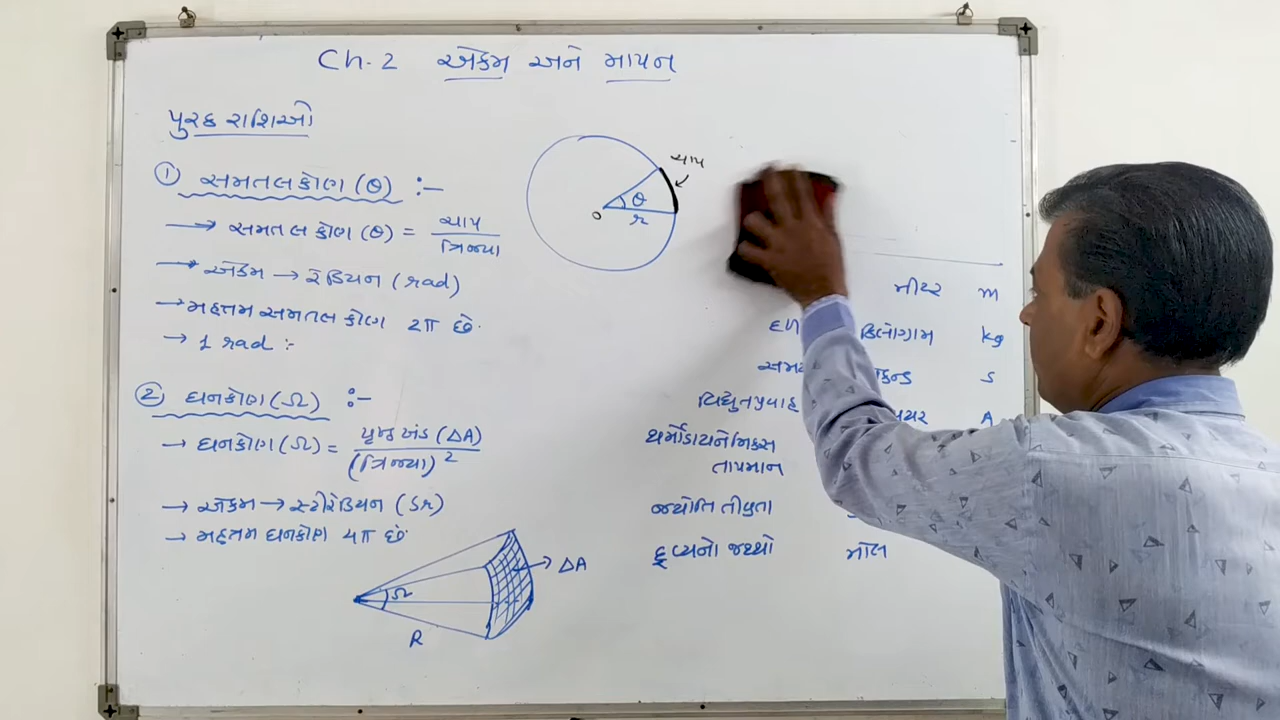 Ch. 2 એકમ અને માપન
પુરક રાશિઓ
① સમતલકોણ (θ) :-
→ સમતલ કોણ (θ) = ચાપ / ત્રિજ્યા
→ એકમ → રેડિયન (rad)
→ મહત્તમ સમતલ કોણ 2π છે.
→ 1 rad :-
② ઘનકોણ (Ω) :-
→ ઘનકોણ (Ω) = પૃષ્ઠખંડ (ΔA) / (ત્રિજ્યા)²
→ એકમ → સ્ટીરેડિયન (sr)
→ મહત્તમ ઘનકોણ 4π છે.
Ω
R
ΔA
ચાપ
θ
O
r
મીટર m
કિલોગ્રામ kg
s
વિદ્યુતપ્રવાહ A
થર્મોડાયનેમિક્સ
તાપમાન
જ્યોતિ તીવ્રતા
દ્રવ્યનો જથ્થો મોલ